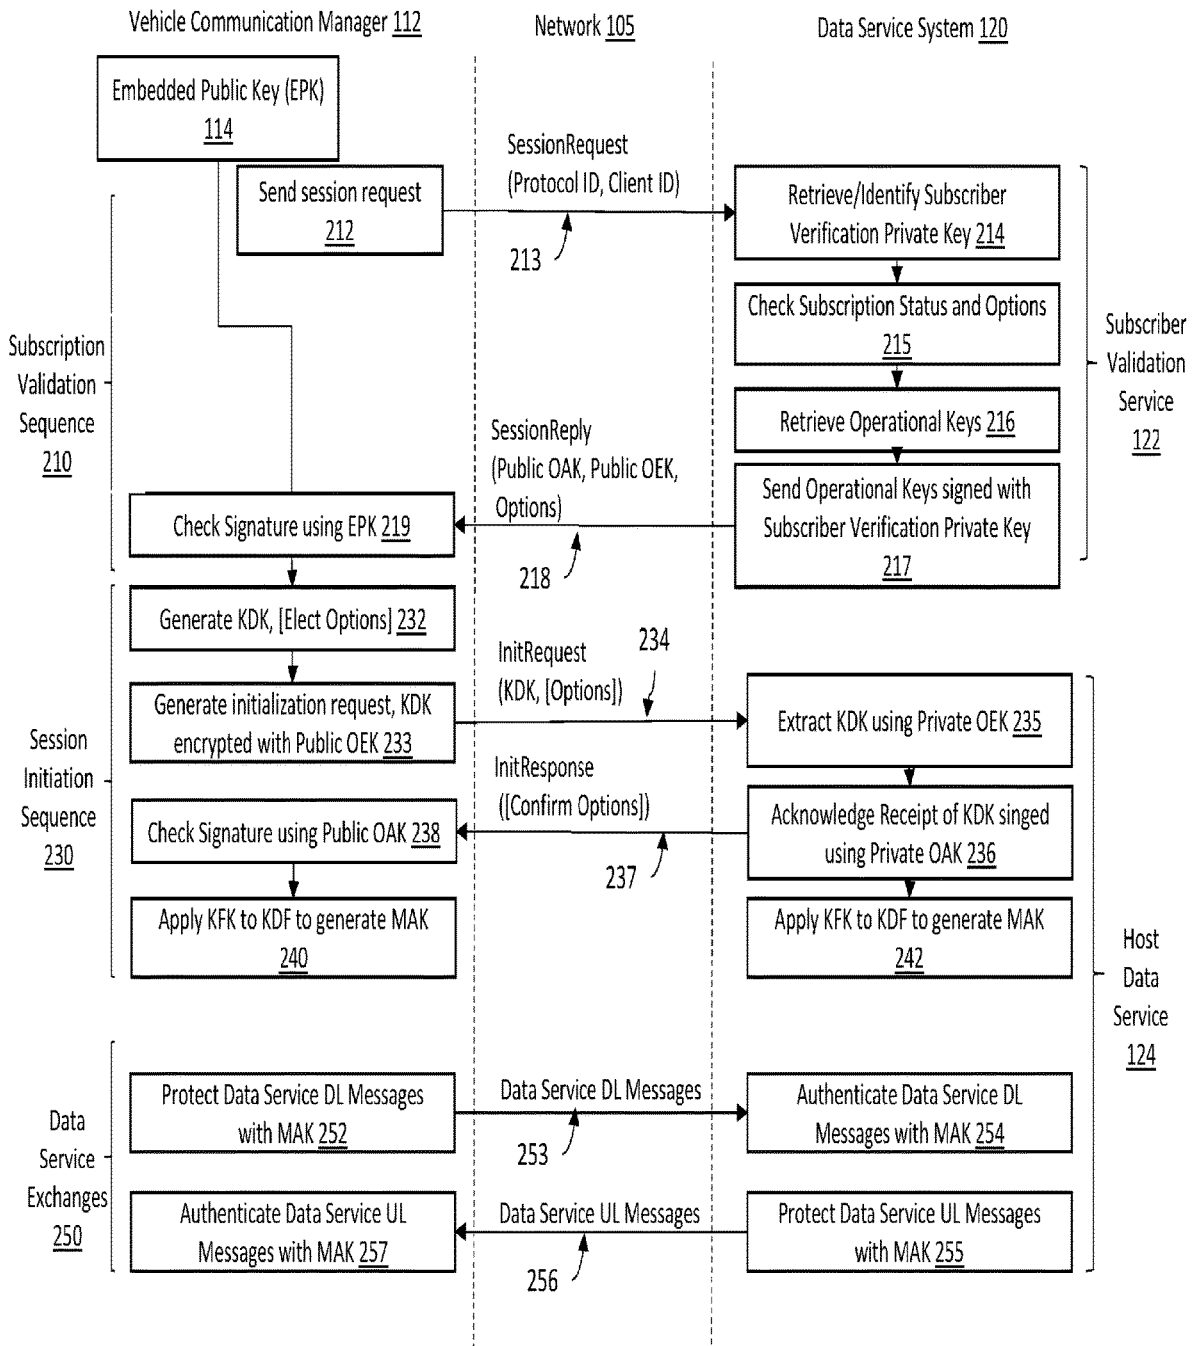 Vehicle Communication Manager 112
Network 105
Data Service System 120
Embedded Public Key (EPK)
114
Send session request
212
SessionRequest
(Protocol ID, Client ID)
213
Retrieve/Identify Subscriber
Verification Private Key 214
Check Subscription Status and Options
215
Retrieve Operational Keys 216
Send Operational Keys signed with
Subscriber Verification Private Key
217
Subscriber
Validation
Service
122
Subscription
Validation
Sequence
210
SessionReply
(Public OAK, Public OEK,
Options)
218
Check Signature using EPK 219
Generate KDK, [Elect Options] 232
Generate initialization request, KDK
encrypted with Public OEK 233
InitRequest
(KDK, [Options])
234
Extract KDK using Private OEK 235
Session
Initiation
Sequence
230
InitResponse
([Confirm Options])
237
Acknowledge Receipt of KDK singed
using Private OAK 236
Check Signature using Public OAK 238
Apply KFK to KDF to generate MAK
240
Apply KFK to KDF to generate MAK
242
Host
Data
Service
124
Data
Service
Exchanges
250
Protect Data Service DL Messages
with MAK 252
Data Service DL Messages
253
Authenticate Data Service DL
Messages with MAK 254
Authenticate Data Service UL
Messages with MAK 257
Data Service UL Messages
256
Protect Data Service UL Messages
with MAK 255